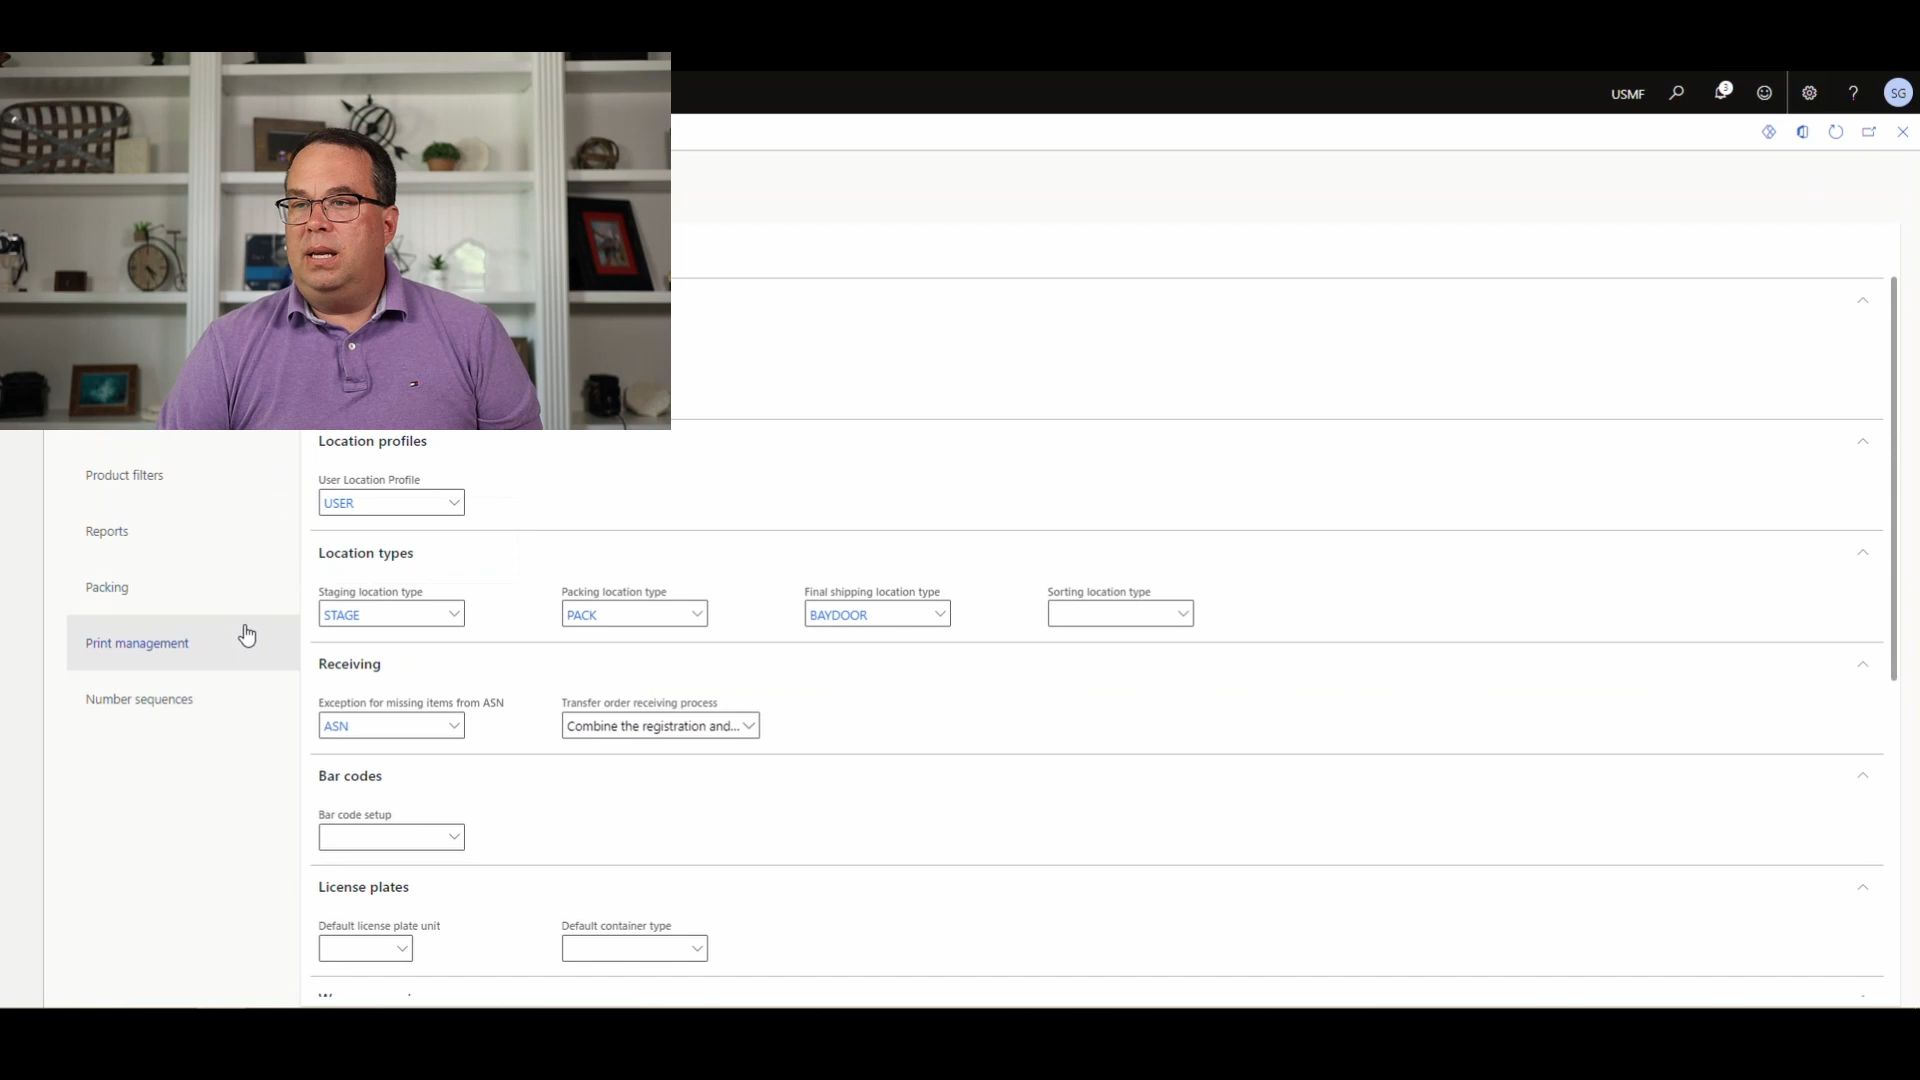 USMF
3
?
SG
Location profiles
Product filters
User Location Profile
USER
Reports
Location types
Packing
Staging location type
Packing location type
Final shipping location type
Sorting location type
STAGE
PACK
BAYDOOR
Print management
Receiving
Number sequences
Exception for missing items from ASN
Transfer order receiving process
ASN
Combine the registration and...
Bar codes
Bar code setup
License plates
Default license plate unit
Default container type